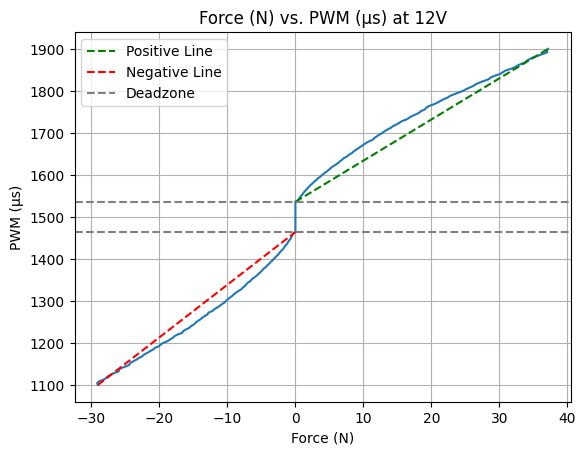 Force (N) vs. PWM (μs) at 12V
Positive Line
Negative Line
Deadzone
PWM (μs)
1900
1800
1700
1600
1500
1400
1300
1200
1100
−30
−20
−10
0
10
20
30
40
Force (N)